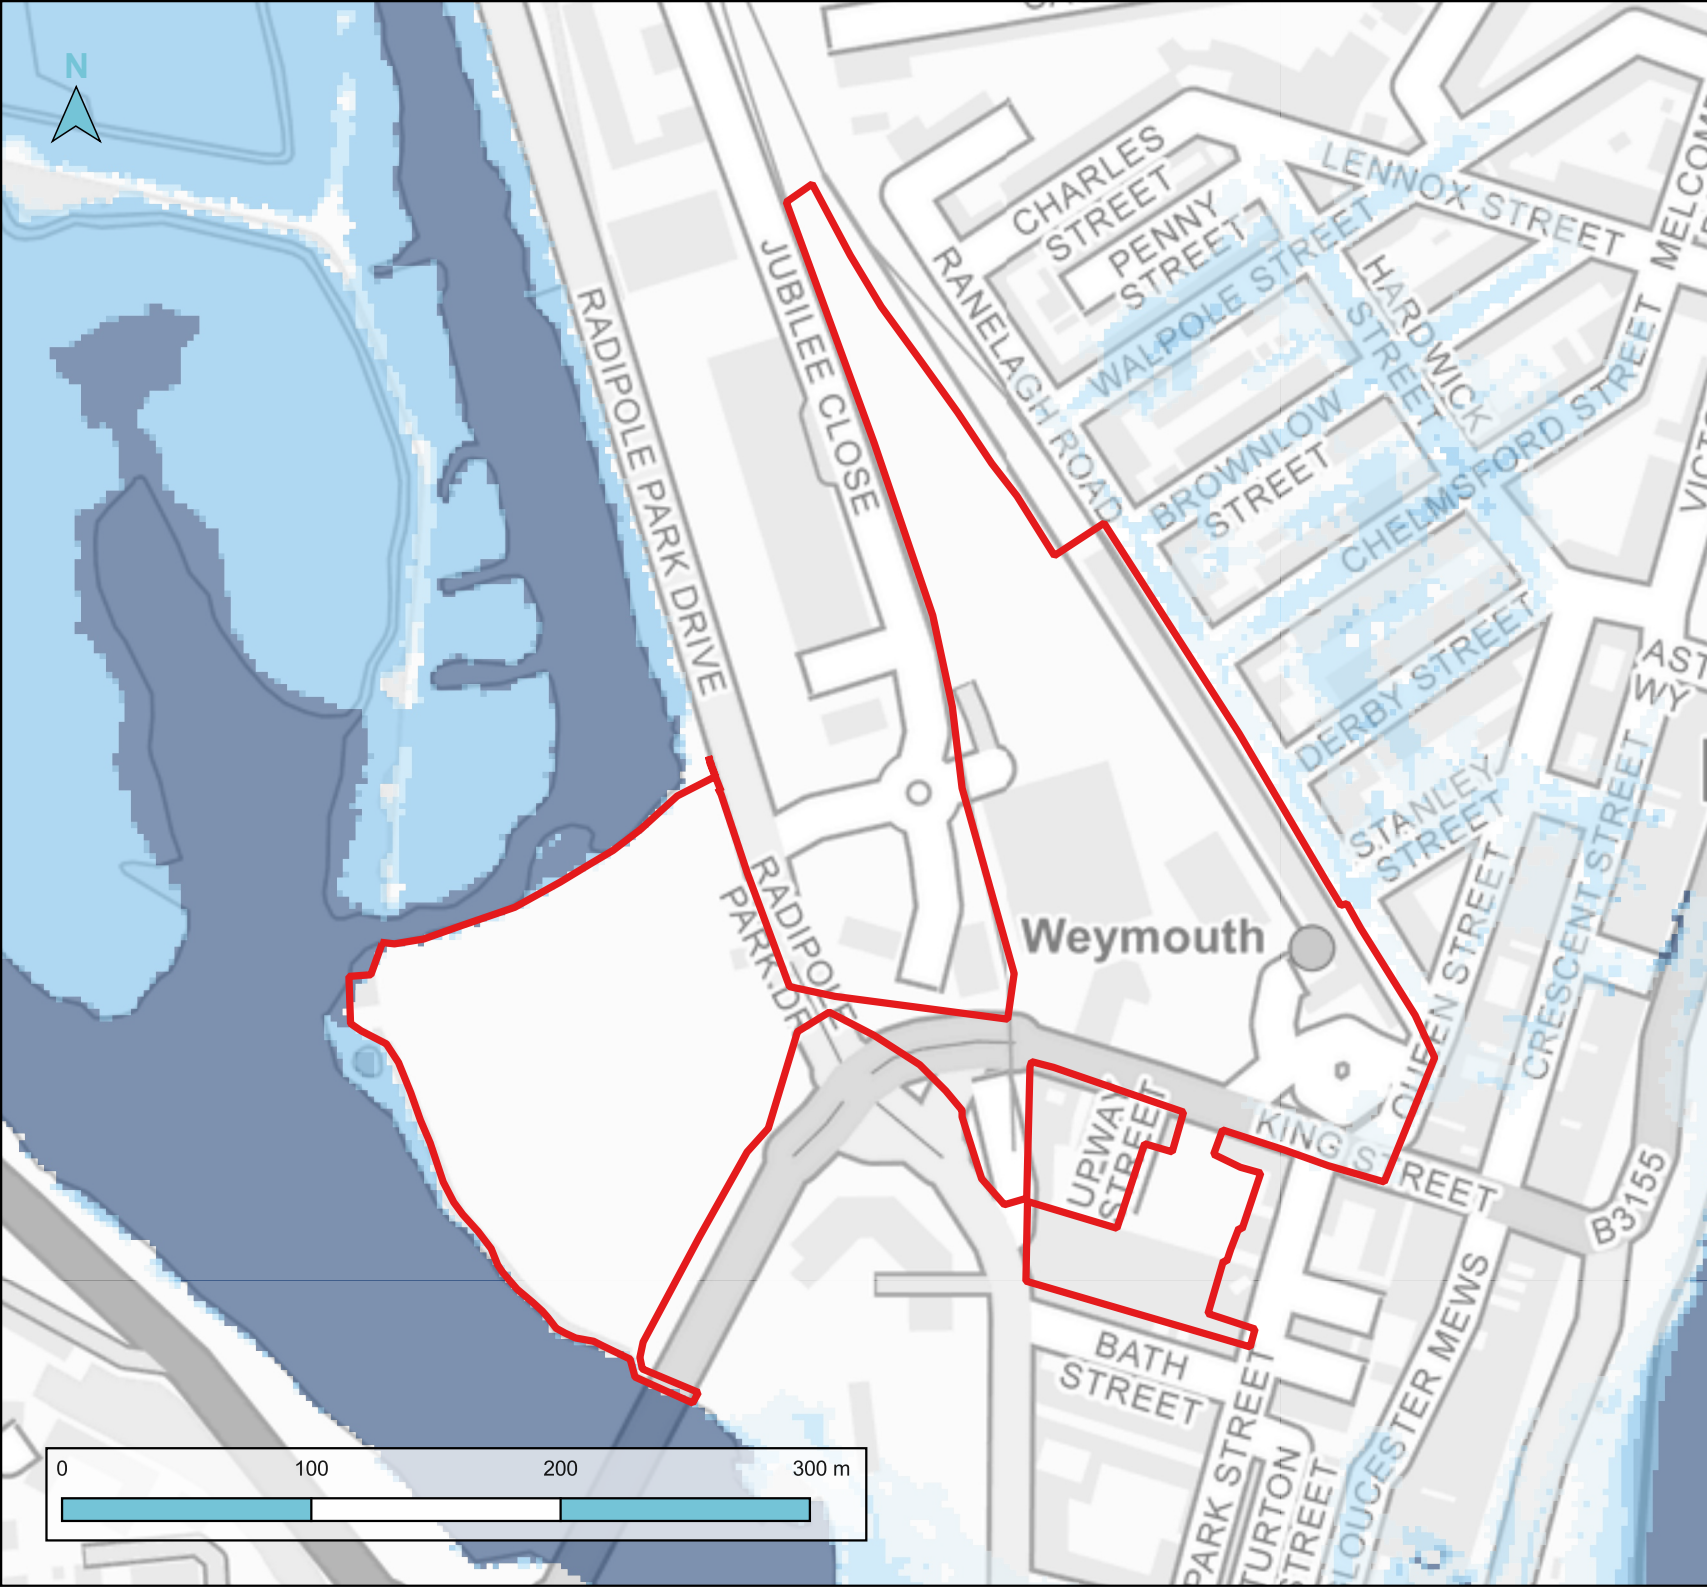 N
CHARLES
STREET
PENNY
STREET
LENNOX STREET
WALPOLE STREET
HARDWICK
STREET
RANELAGH ROAD
JUBILEE CLOSE
RADIPOLE PARK DRIVE
BROWNLOW
STREET
CHELMSFORD STREET
DERBY STREET
STANLEY
STREET
AST
WY
CRESCENT STREET
QUEEN STREET
Weymouth
RADIPOLE
PARK DR
UPWAY
STREET
KING STREET
B3155
BATH
STREET
PARK STREET
TURTON
STREET
GLOUCESTER MEWS
0 100 200 300 m